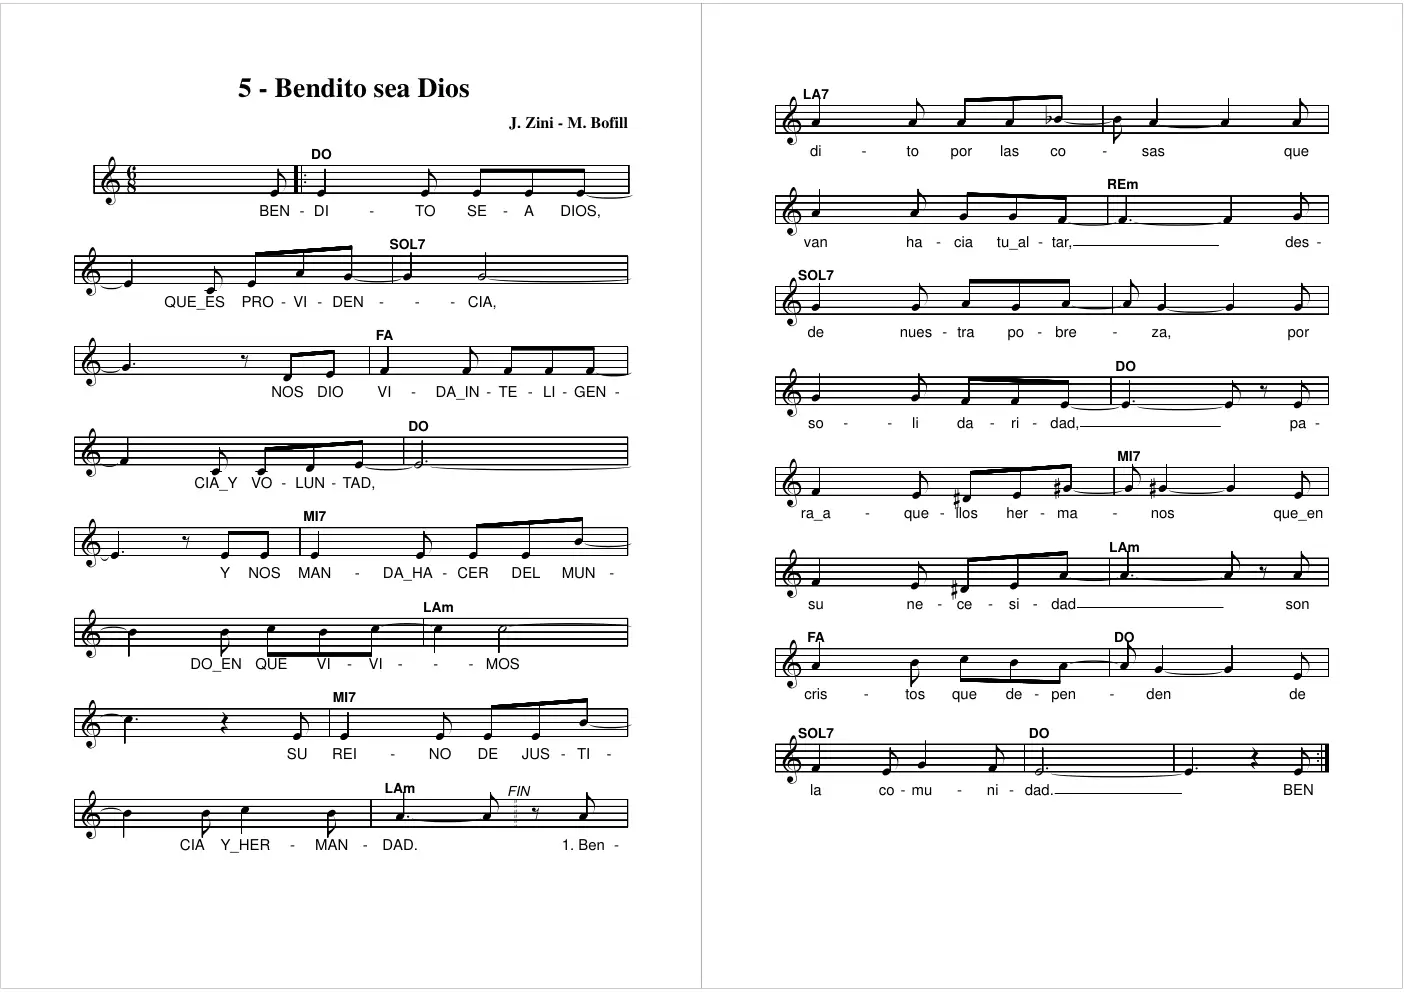 5 - Bendito sea Dios
J. Zini - M. Bofill
DO
6
8
BEN - DI - TO SE - A DIOS,
SOL7
QUE_ES PRO - VI - DEN - - - CIA,
FA
NOS DIO VI - DA_IN - TE - LI - GEN -
DO
CIA_Y VO - LUN - TAD,
MI7
Y NOS MAN - DA_HA - CER DEL MUN -
LAm
DO_EN QUE VI - VI - - - MOS
MI7
SU REI - NO DE JUS - TI -
LAm FIN
CIA Y_HER - MAN - DAD. 1. Ben -
LA7
di - to por las co - sas que
REm
van ha - cia tu_al - tar, des -
SOL7
de nues - tra po - bre - za, por
DO
so - - li da - ri - dad, pa -
MI7
ra_a - que - llos her - ma - nos que_en
LAm
su ne - ce - si - dad son
FA DO
cris - tos que de - pen - den de
SOL7 DO
la co - mu - ni - dad. BEN